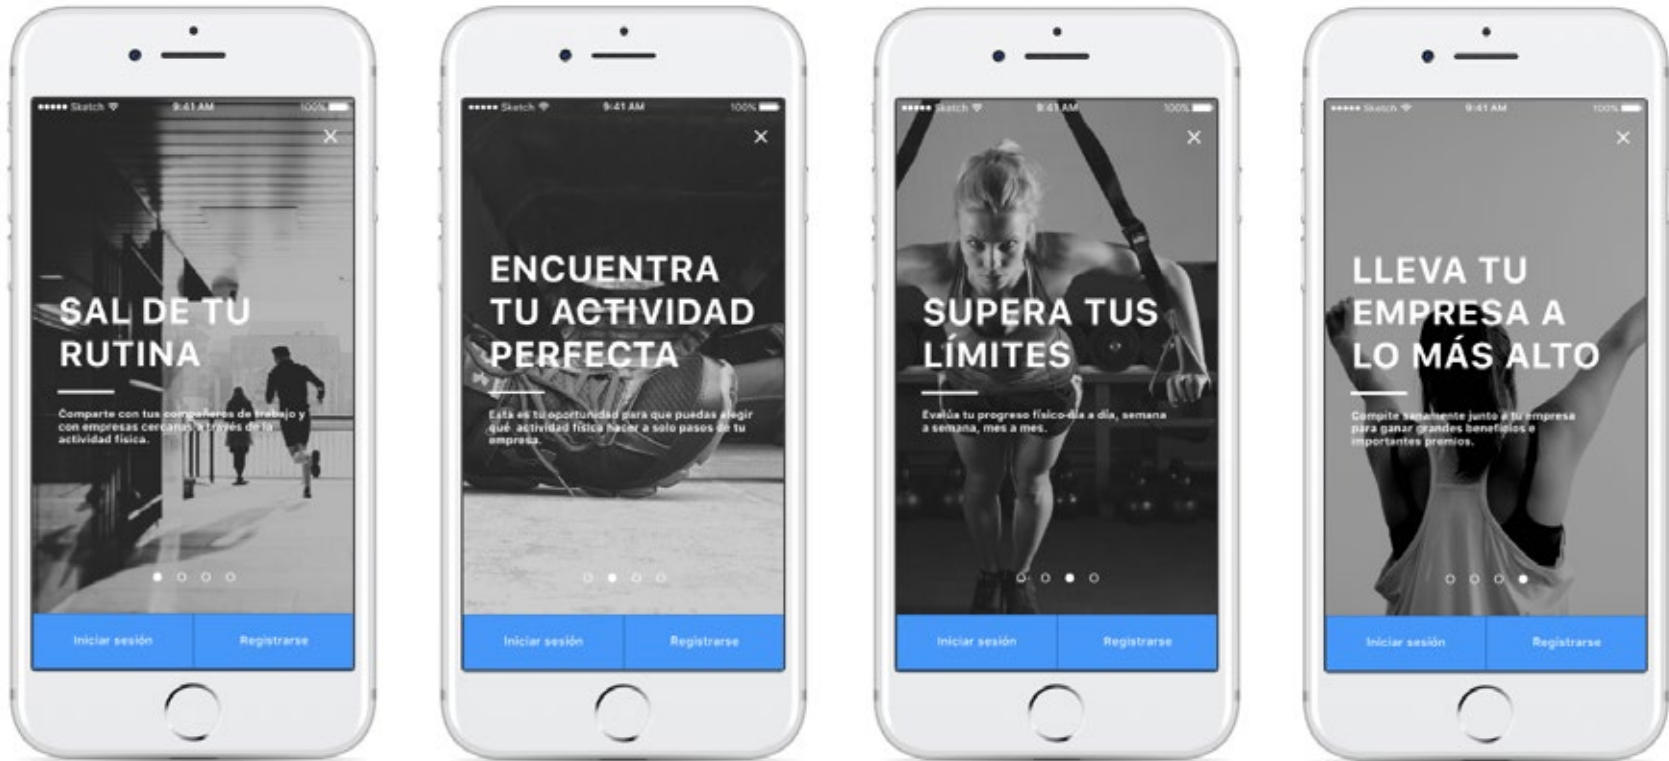 Sketch 9:41 AM 100%
SAL DE TU
RUTINA
Comparte con tus compañeros de trabajo y
con empresas cercanas a través de la
actividad física.
Iniciar sesión Registrarse
Sketch 9:41 AM 100%
ENCUENTRA
TU ACTIVIDAD
PERFECTA
Esta es tu oportunidad para que puedas elegir
qué actividad física hacer a solo pasos de tu
empresa.
Iniciar sesión Registrarse
Sketch 9:41 AM 100%
SUPERA TUS
LÍMITES
Evalúa tu progreso físico día a día, semana
a semana, mes a mes.
Iniciar sesión Registrarse
Sketch 9:41 AM 100%
LLEVA TU
EMPRESA A
LO MÁS ALTO
Compite sanamente junto a tu empresa
para ganar grandes beneficios e
importantes premios.
Iniciar sesión Registrarse